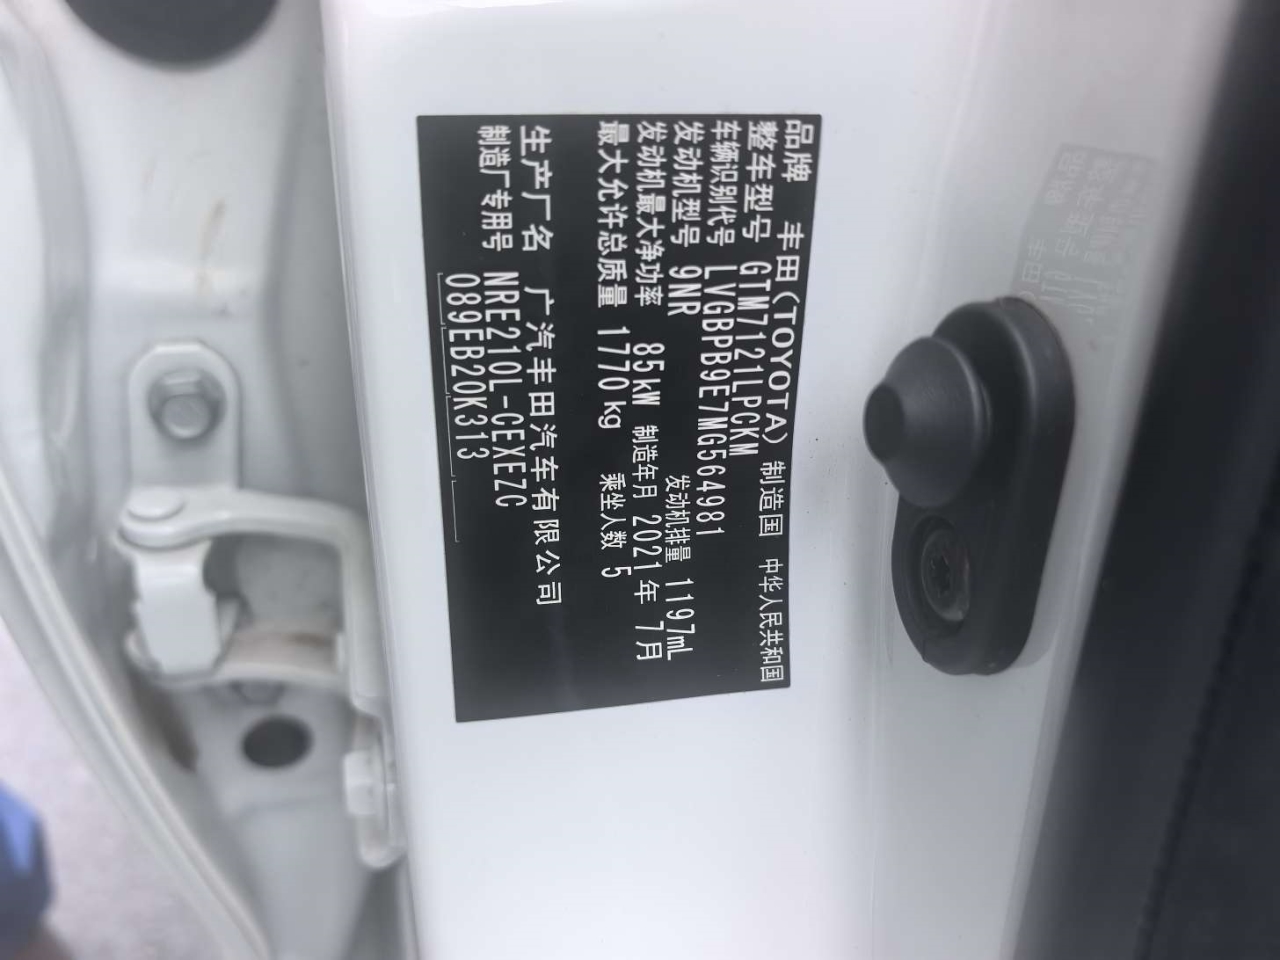 品牌 丰田(TOYOTA) 制造国 中华人民共和国
整车型号 GTM7121LPCKM
车辆识别代号 LVGBPB9E7MG564981
发动机型号 9NR 发动机排量 1197mL
发动机最大净功率 85kW 制造年月 2021年 7月
最大允许总质量 1770kg 乘坐人数 5
生产厂名 广汽丰田汽车有限公司
制造厂专用号 NRE210L-CEXEZC
089EB20K313